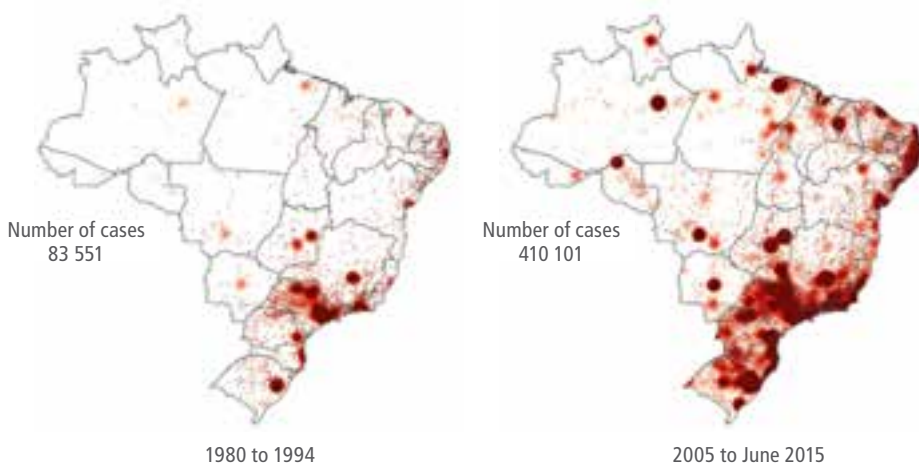 Number of cases
83 551
1980 to 1994
Number of cases
410 101
2005 to June 2015